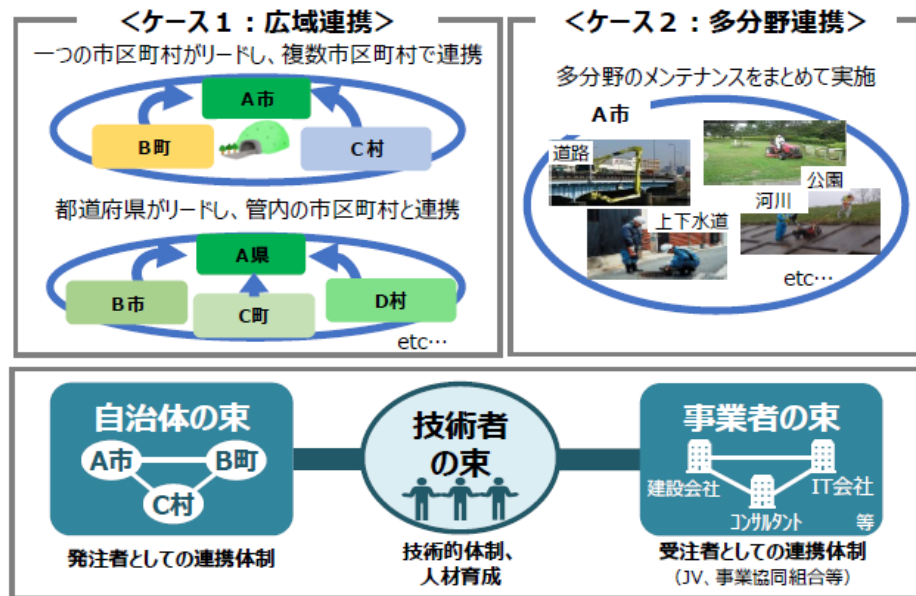 ＜ケース１：広域連携＞
一つの市区町村がリードし、複数市区町村で連携
A市
B町
C村
都道府県がリードし、管内の市区町村と連携
A県
B市
C町
D村
etc…
＜ケース２：多分野連携＞
多分野のメンテナンスをまとめて実施
A市
道路
公園
河川
上下水道
etc…
自治体の束
A市
B町
C村
発注者としての連携体制
技術者
の束
技術的体制、
人材育成
事業者の束
建設会社
IT会社
コンサルタント
等
受注者としての連携体制
（JV、事業協同組合等）